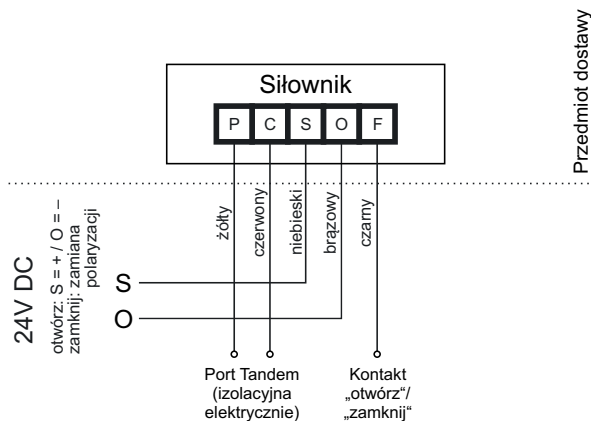 Przedmiot dostawy
Siłownik
P C S O F
żółty
czerwony
niebieski
brązowy
czarny
24V DC
otwórz: S = + / O = –
zamknij: zamiana
polaryzacji
S
O
Port Tandem
(izolacyjna
elektrycznie)
Kontakt
„otwórz“/
„zamknij“